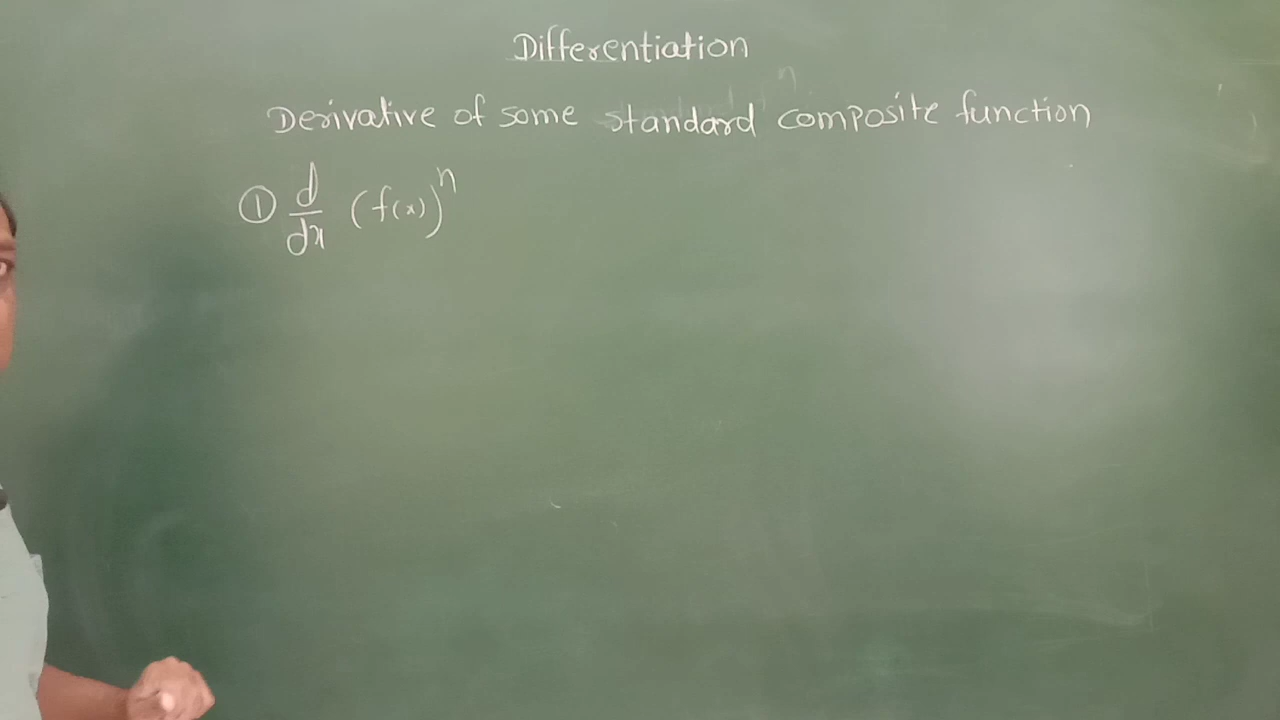 Differentiation
Derivative of some standard composite function
① d/dx (f(x))^n